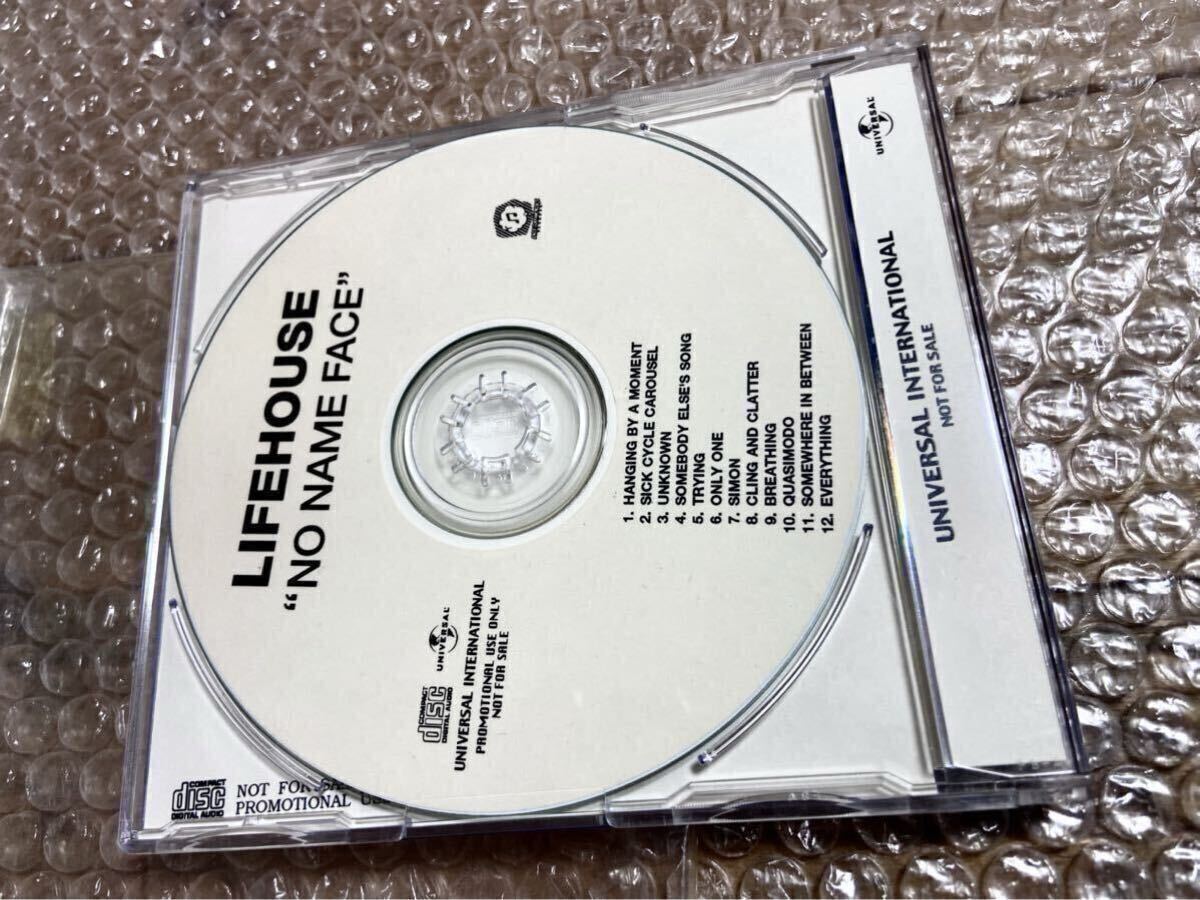 LIFEHOUSE
“NO NAME FACE”
1. HANGING BY A MOMENT
2. SICK CYCLE CAROUSEL
3. UNKNOWN
4. SOMEBODY ELSE'S SONG
5. TRYING
6. ONLY ONE
7. SIMON
8. CLING AND CLATTER
9. BREATHING
10. QUASIMODO
11. SOMEWHERE IN BETWEEN
12. EVERYTHING
COMPACT
disc
DIGITAL AUDIO
UNIVERSAL
UNIVERSAL INTERNATIONAL
PROMOTIONAL USE ONLY
NOT FOR SALE
COMPACT
disc
DIGITAL AUDIO
NOT FOR
PROMOTIONAL
UNIVERSAL
UNIVERSAL INTERNATIONAL
NOT FOR SALE